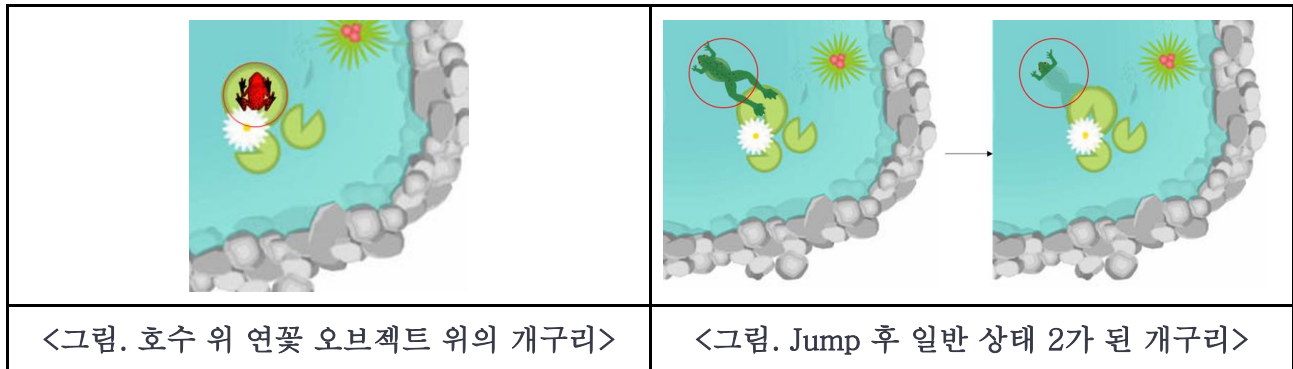 <그림. 호수 위 연꽃 오브젝트 위의 개구리>
<그림. Jump 후 일반 상태 2가 된 개구리>